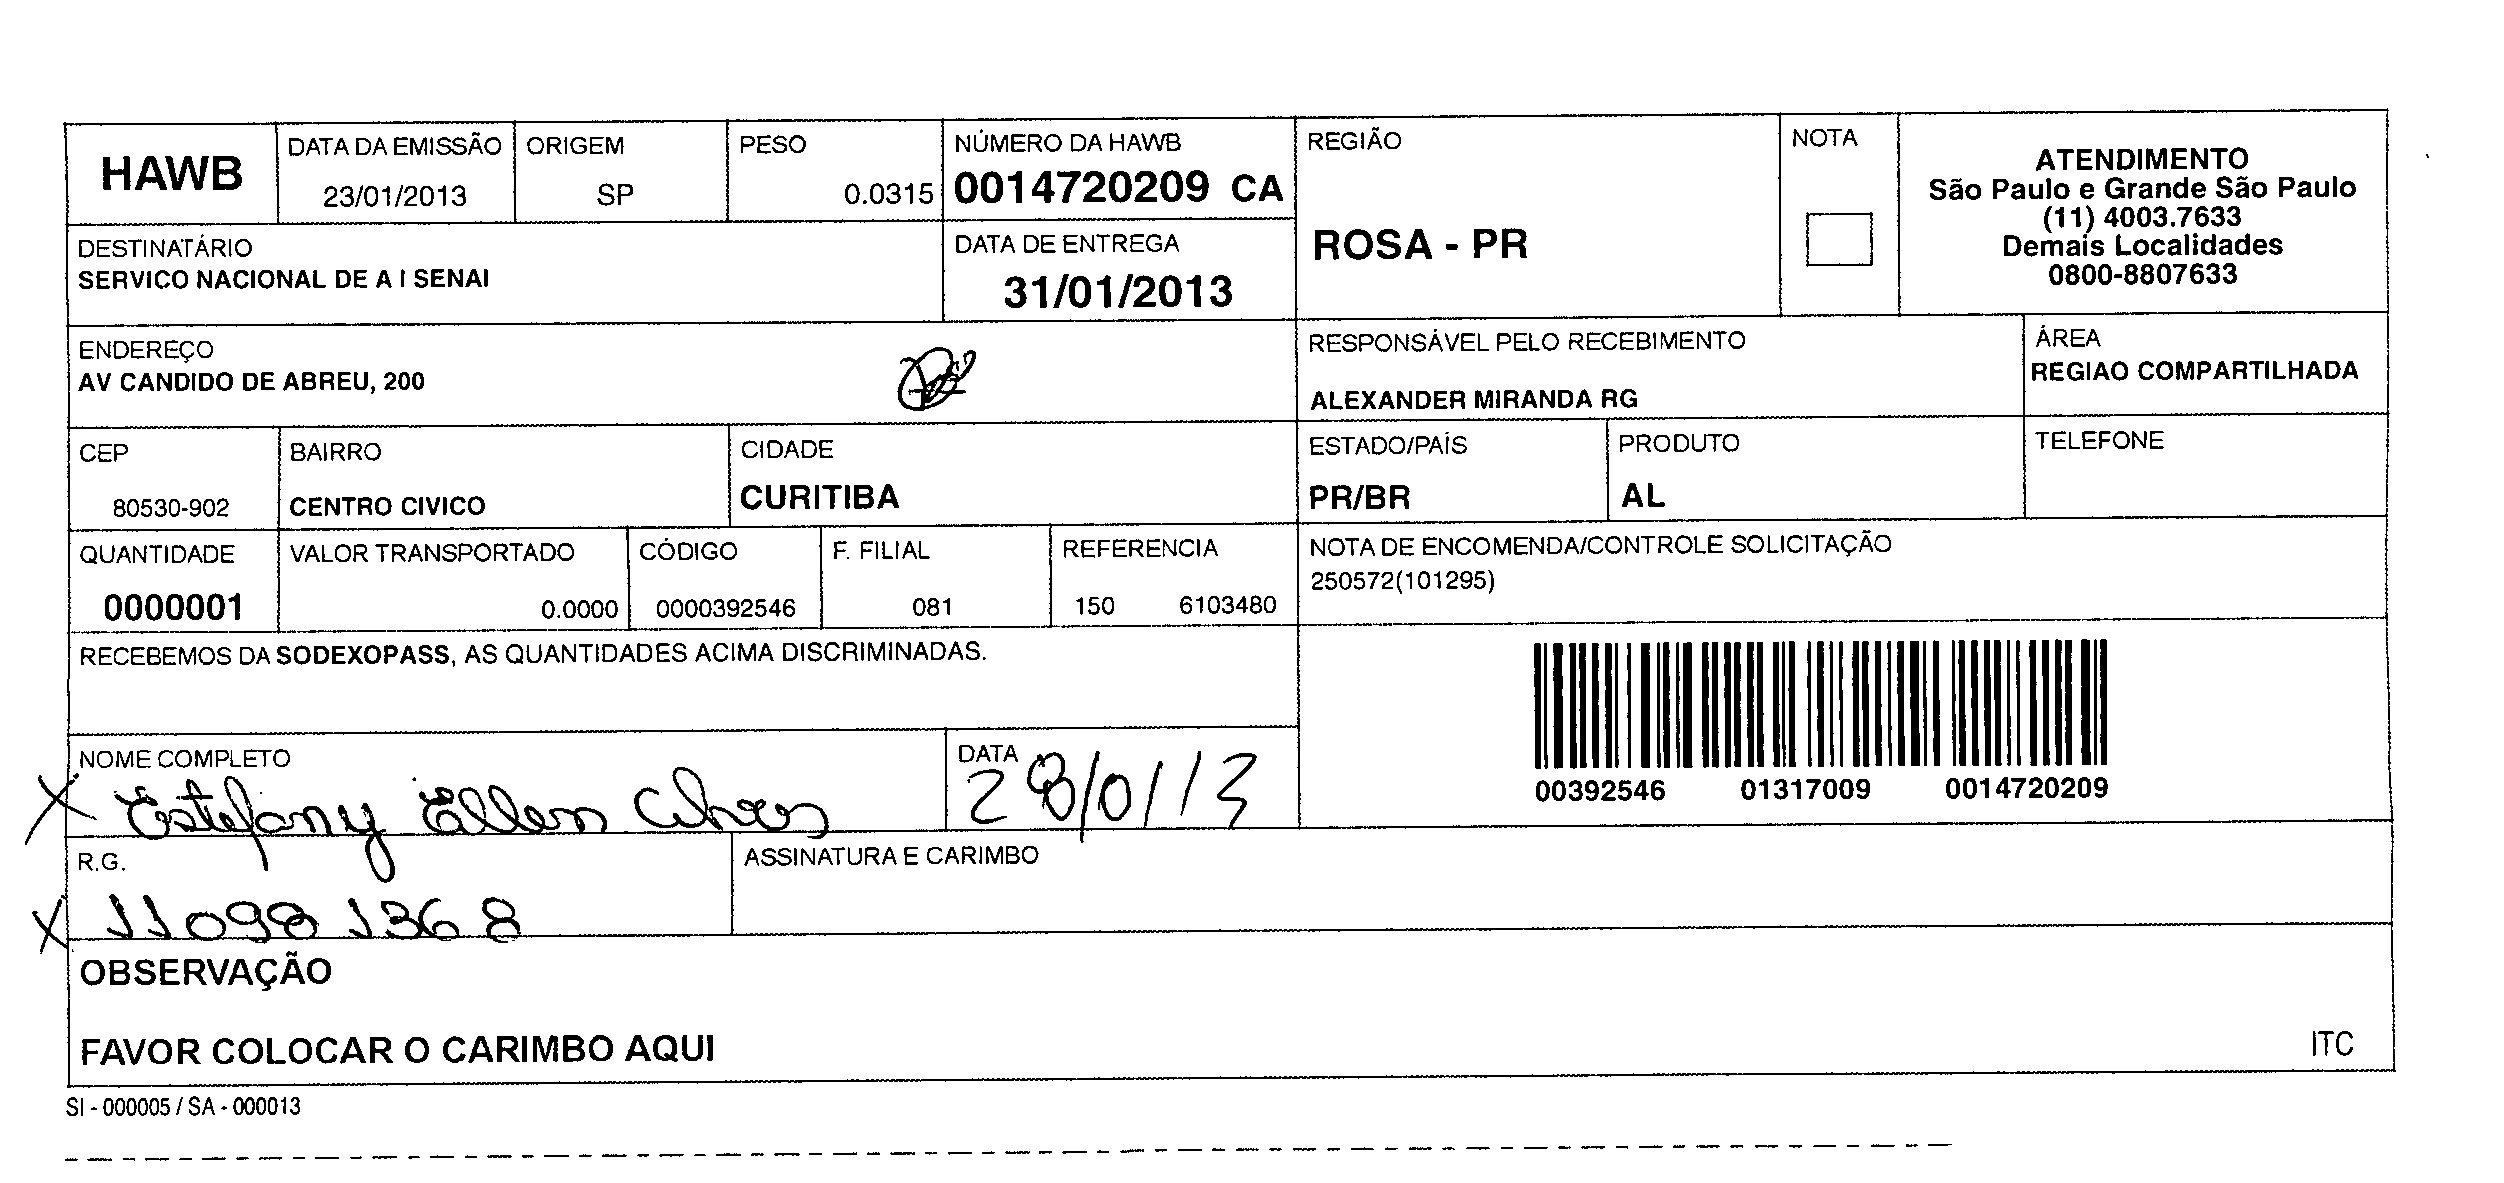 HAWB
DATA DA EMISSÃO
23/01/2013
ORIGEM
SP
PESO
0.0315
NÚMERO DA HAWB
0014720209 CA
REGIÃO
ROSA - PR
NOTA
ATENDIMENTO
São Paulo e Grande São Paulo
(11) 4003.7633
Demais Localidades
0800-8807633
DESTINATÁRIO
SERVICO NACIONAL DE A I SENAI
DATA DE ENTREGA
31/01/2013
ENDEREÇO
AV CANDIDO DE ABREU, 200
RESPONSÁVEL PELO RECEBIMENTO
ALEXANDER MIRANDA RG
ÁREA
REGIAO COMPARTILHADA
CEP
80530-902
BAIRRO
CENTRO CIVICO
CIDADE
CURITIBA
ESTADO/PAÍS
PR/BR
PRODUTO
AL
TELEFONE
QUANTIDADE
0000001
VALOR TRANSPORTADO
0.0000
CÓDIGO
0000392546
F. FILIAL
081
REFERENCIA
150 6103480
NOTA DE ENCOMENDA/CONTROLE SOLICITAÇÃO
250572(101295)
RECEBEMOS DA SODEXOPASS, AS QUANTIDADES ACIMA DISCRIMINADAS.
00392546 01317009 0014720209
NOME COMPLETO
X Estefany Ellen Alves
DATA
28/01/13
R.G.
X 11098 1368
ASSINATURA E CARIMBO
OBSERVAÇÃO
FAVOR COLOCAR O CARIMBO AQUI
ITC
SI - 000005 / SA - 000013